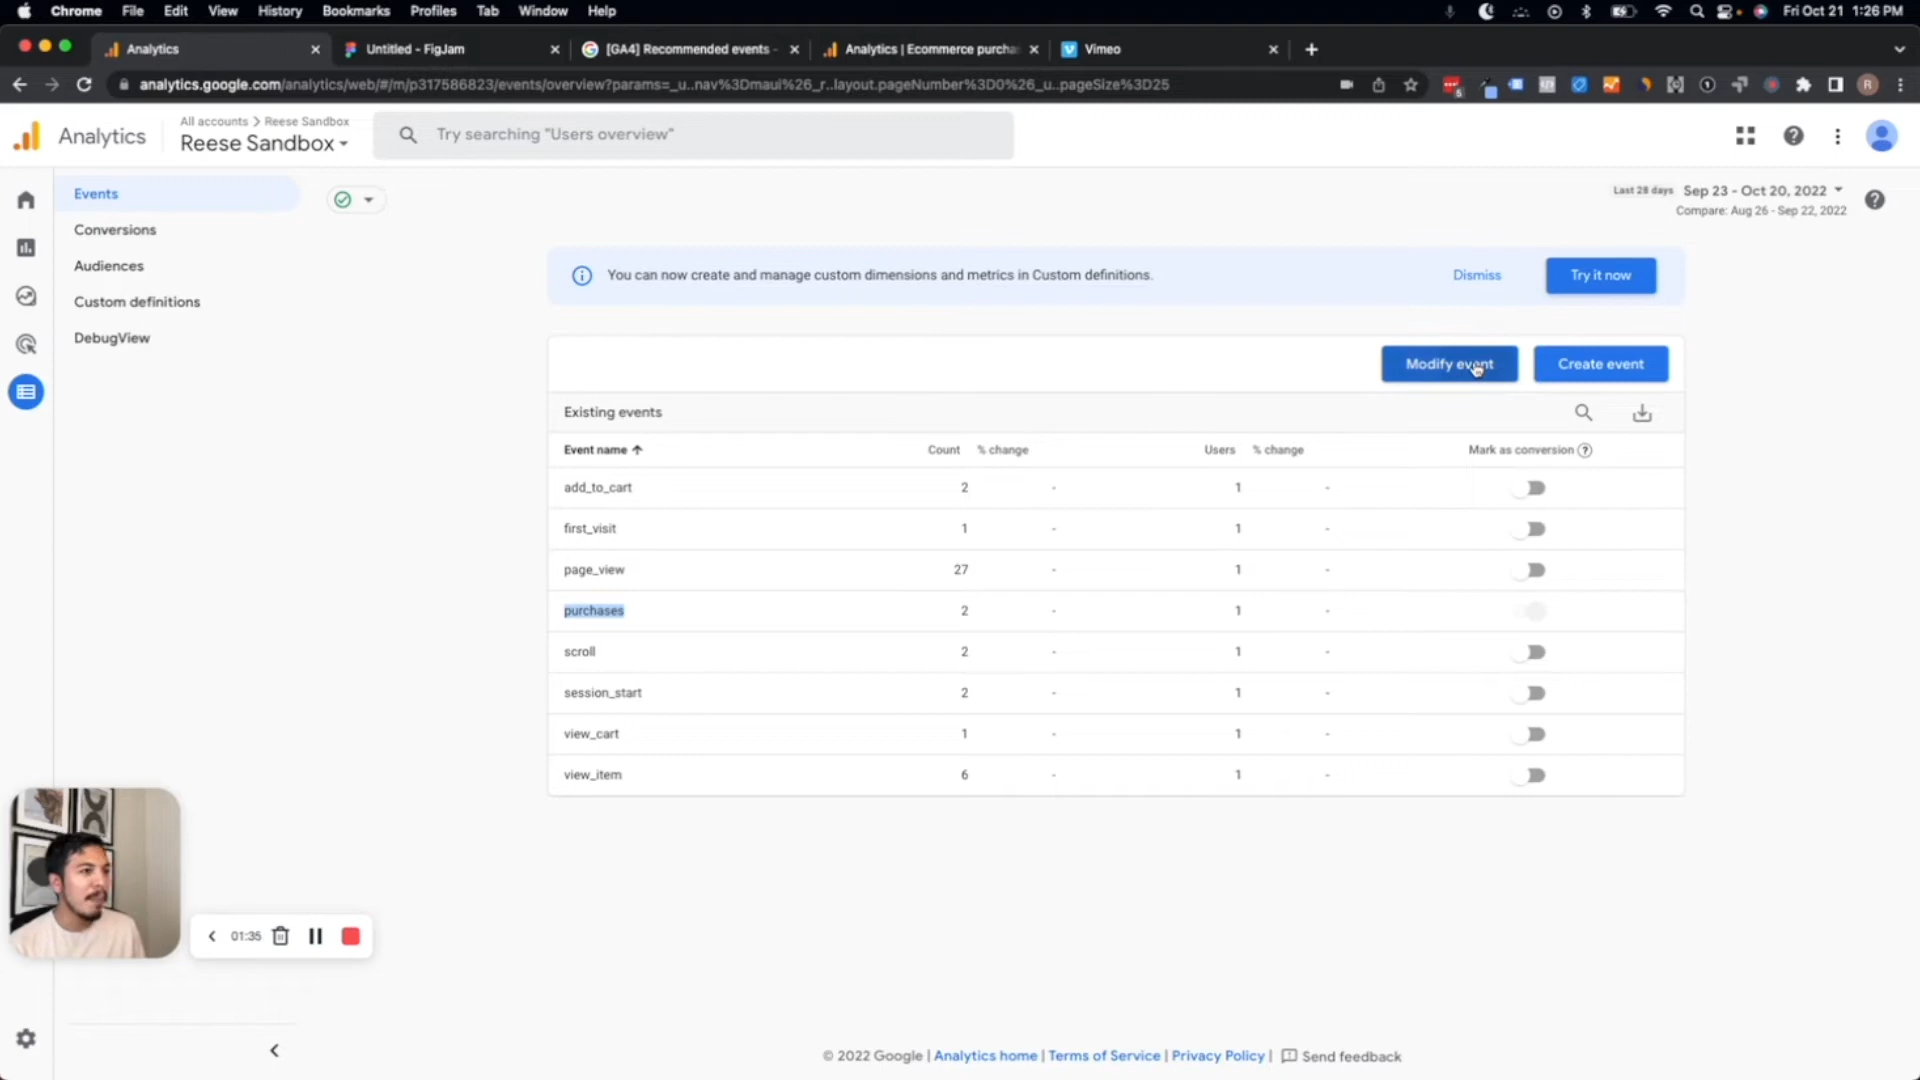 Chrome File Edit View History Bookmarks Profiles Tab Window Help Fri Oct 21 1:26 PM
Analytics Untitled - FigJam [GA4] Recommended events - Analytics | Ecommerce purcha Vimeo
analytics.google.com/analytics/web/#/m/p317586823/events/overview?params=_u..nav%3Dmaui%26_r..layout.pageNumber%3D0%26_u..pageSize%3D25
5
R
Analytics
All accounts > Reese Sandbox
Reese Sandbox
Try searching "Users overview"
Events
Conversions
Audiences
Custom definitions
DebugView
Last 28 days Sep 23 - Oct 20, 2022
Compare: Aug 26 - Sep 22, 2022
You can now create and manage custom dimensions and metrics in Custom definitions. Dismiss Try it now
Modify event Create event
Existing events
Event name Count % change Users % change Mark as conversion
add_to_cart 2 - 1 -
first_visit 1 - 1 -
page_view 27 - 1 -
purchases 2 - 1 -
scroll 2 - 1 -
session_start 2 - 1 -
view_cart 1 - 1 -
view_item 6 - 1 -
01:35
© 2022 Google | Analytics home | Terms of Service | Privacy Policy | Send feedback